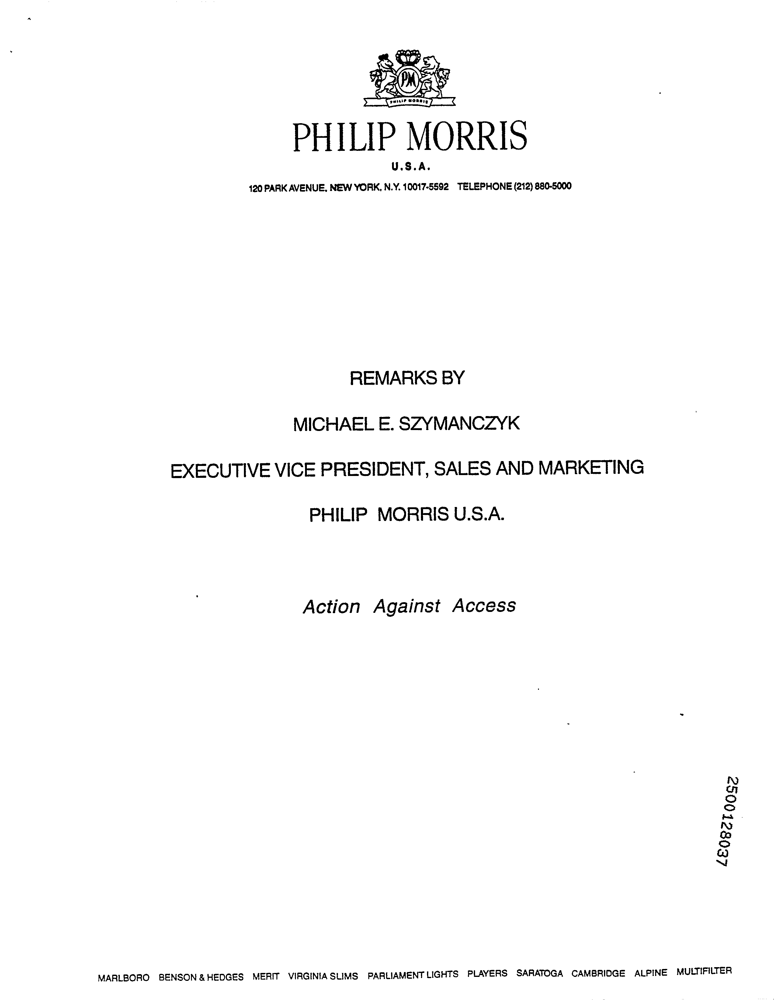 PM
PHILIP MORRIS
PHILIP MORRIS
U.S.A.
120 PARK AVENUE, NEW YORK, N.Y. 10017-5592 TELEPHONE (212) 880-5000
REMARKS BY
MICHAEL E. SZYMANCZYK
EXECUTIVE VICE PRESIDENT, SALES AND MARKETING
PHILIP MORRIS U.S.A.
Action Against Access
2500128037
MARLBORO BENSON & HEDGES MERIT VIRGINIA SLIMS PARLIAMENT LIGHTS PLAYERS SARATOGA CAMBRIDGE ALPINE MULTIFILTER